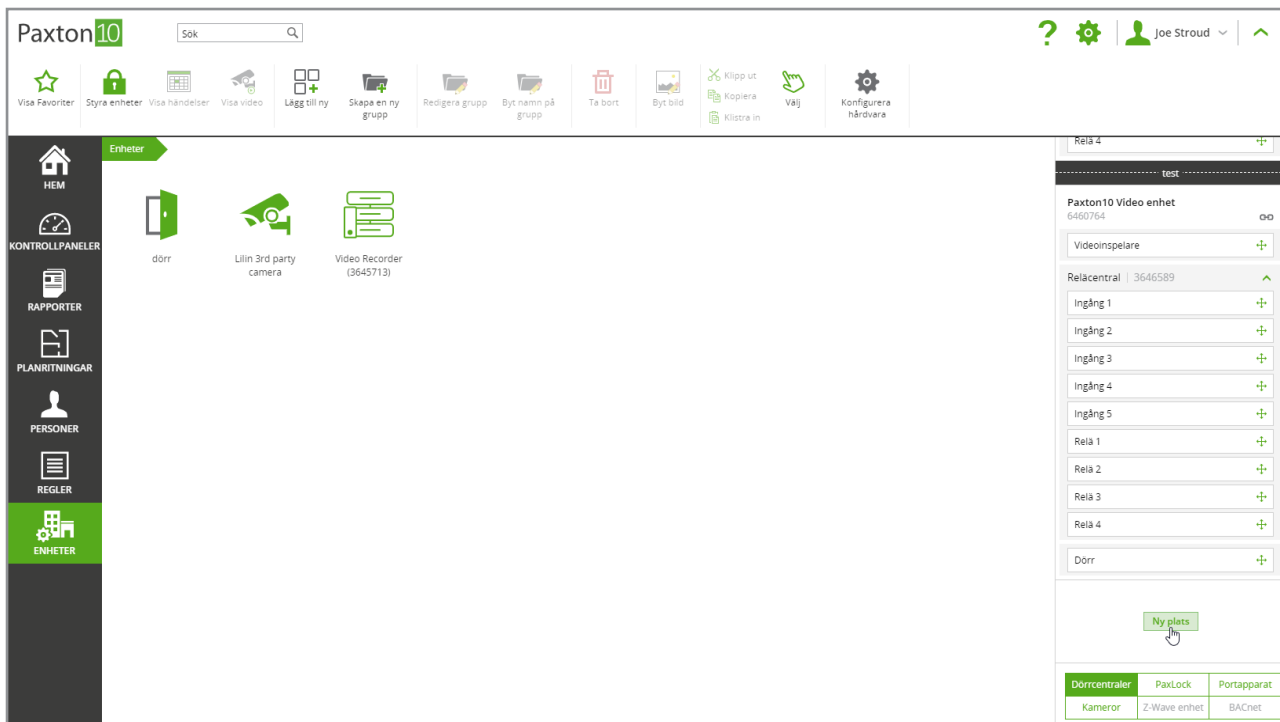 Paxton10
Sök
? Joe Stroud
Visa Favoriter
Styra enheter
Visa händelser
Visa video
Lägg till ny
Skapa en ny
grupp
Redigera grupp
Byt namn på
grupp
Ta bort
Byt bild
Klipp ut
Kopiera
Klistra in
Välj
Konfigurera
hårdvara
HEM
KONTROLLPANELER
RAPPORTER
PLANRITNINGAR
PERSONER
REGLER
ENHETER
Enheter
dörr
Lilin 3rd party
camera
Video Recorder
(3645713)
Relä 4
test
Paxton10 Video enhet
6460764
Videoinspelare
Reläcentral | 3646589
Ingång 1
Ingång 2
Ingång 3
Ingång 4
Ingång 5
Relä 1
Relä 2
Relä 3
Relä 4
Dörr
Ny plats
Dörrcentraler PaxLock Portapparat
Kameror Z-Wave enhet BACnet